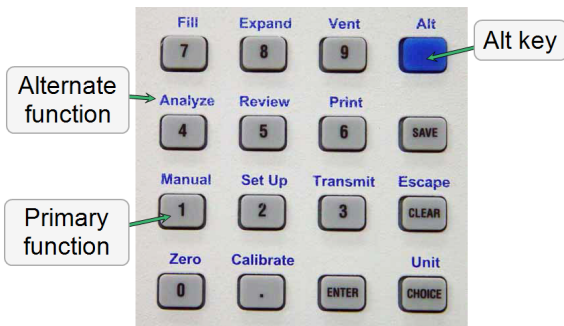 Fill Expand Vent Alt
7 8 9
Alt key
Alternate
function
Analyze Review Print
4 5 6 SAVE
Manual Set Up Transmit Escape
1 2 3 CLEAR
Primary
function
Zero Calibrate Unit
0 . ENTER CHOICE